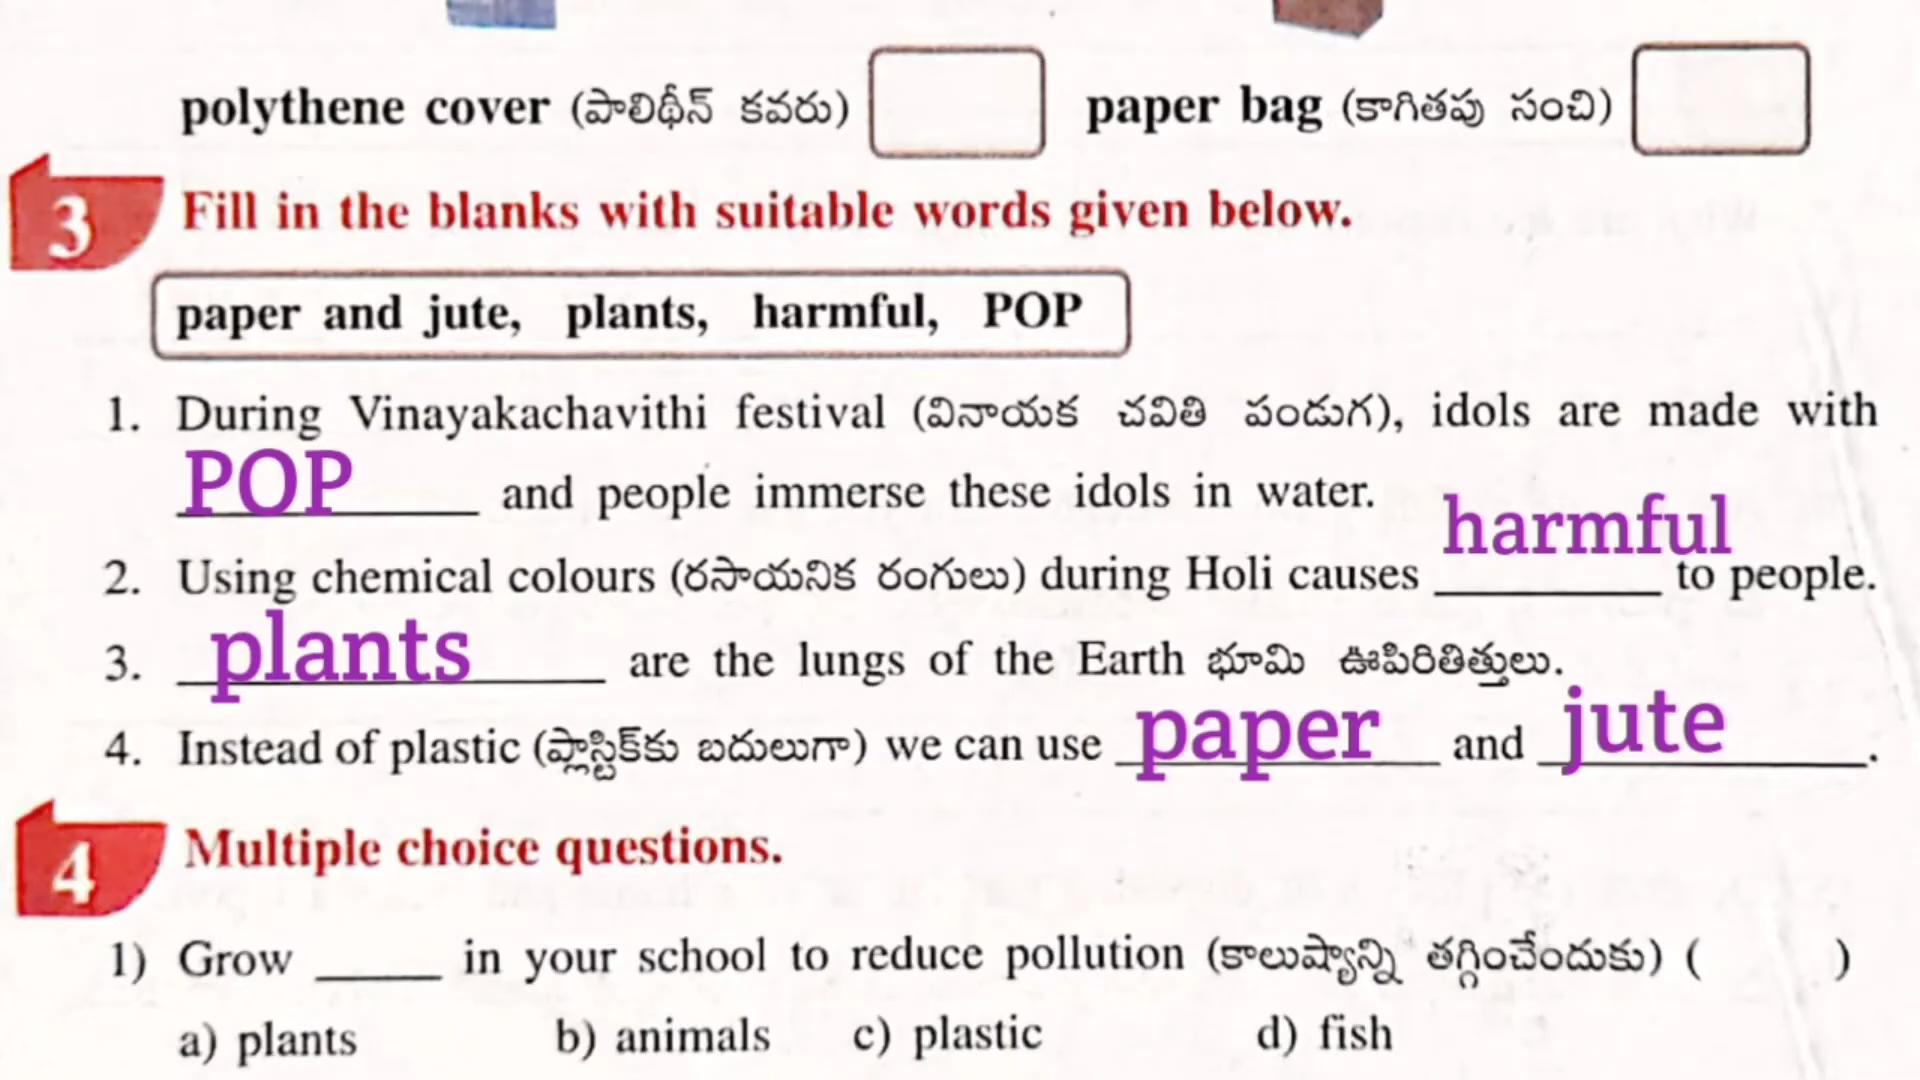 polythene cover (పాలిథీన్ కవరు) paper bag (కాగితపు సంచి)
3 Fill in the blanks with suitable words given below.
paper and jute, plants, harmful, POP
1. During Vinayakachavithi festival (వినాయక చవితి పండుగ), idols are made with
POP and people immerse these idols in water.
harmful
2. Using chemical colours (రసాయనిక రంగులు) during Holi causes ________ to people.
3. plants are the lungs of the Earth భూమి ఊపిరితిత్తులు.
4. Instead of plastic (ప్లాస్టిక్‌కు బదులుగా) we can use paper and jute.
4 Multiple choice questions.
1) Grow _____ in your school to reduce pollution (కాలుష్యాన్ని తగ్గించేందుకు) ( )
a) plants b) animals c) plastic d) fish